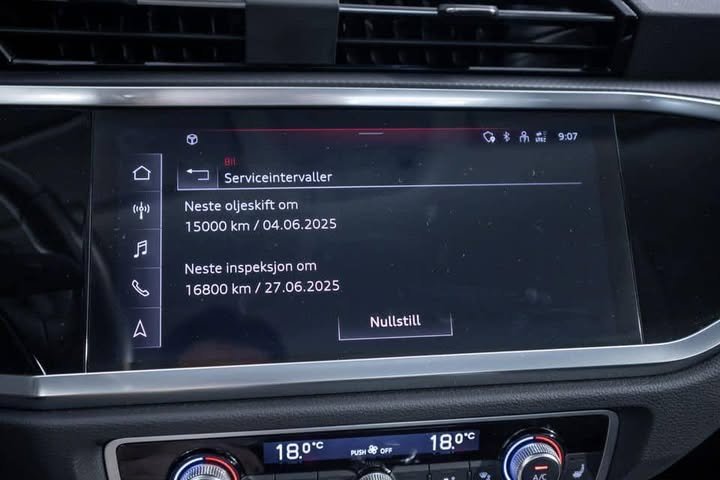 9:07
Bil
Serviceintervaller
Neste oljeskift om
15000 km / 04.06.2025
Neste inspeksjon om
16800 km / 27.06.2025
Nullstill
18.0°C PUSH OFF 18.0°C
A/C